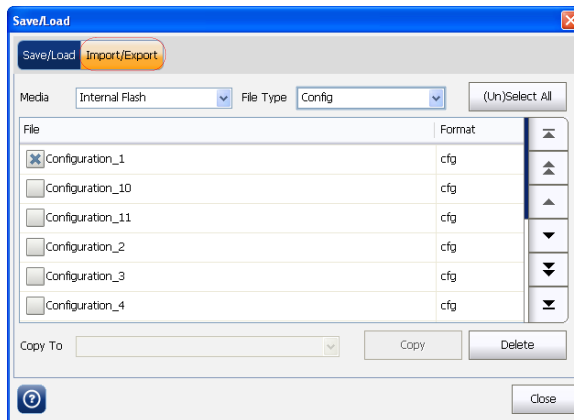 Save/Load
Save/Load Import/Export
Media Internal Flash File Type Config (Un)Select All
File Format
Configuration_1 cfg
Configuration_10 cfg
Configuration_11 cfg
Configuration_2 cfg
Configuration_3 cfg
Configuration_4 cfg
Copy To Copy Delete
? Close